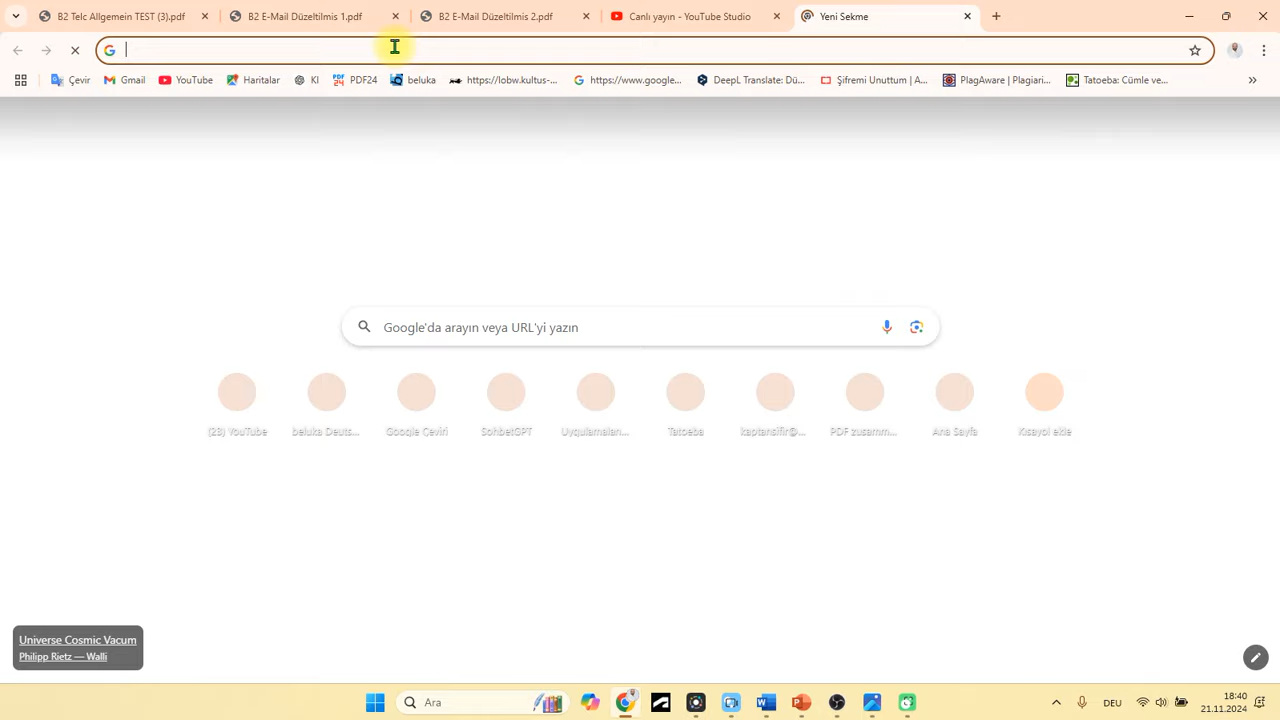 B2 Telc Allgemein TEST (3).pdf
B2 E-Mail Düzeltilmis 1.pdf
B2 E-Mail Düzeltilmis 2.pdf
Canlı yayın - YouTube Studio
Yeni Sekme
Çevir
Gmail
YouTube
Haritalar
KI
PDF24
beluka
https://lobw.kultus-...
https://www.google...
DeepL Translate: Dü...
Şifremi Unuttum | A...
PlagAware | Plagiari...
Tatoeba: Cümle ve...
Google'da arayın veya URL'yi yazın
(23) YouTube
beluka Deuts...
Google Çeviri
SohbetGPT
Uygulamaları...
Tatoeba
kaptansifir@...
PDF zusamm...
Ana Sayfa
Kısayol ekle
Universe Cosmic Vacum
Philipp Rietz — Walli
Ara
DEU
18:40
21.11.2024